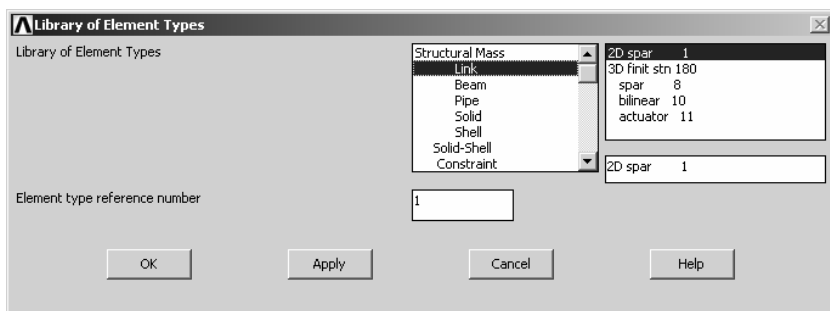 Library of Element Types
Library of Element Types
Structural Mass
Link
Beam
Pipe
Solid
Shell
Solid-Shell
Constraint
2D spar 1
3D finit stn 180
spar 8
bilinear 10
actuator 11
2D spar 1
Element type reference number
1
OK
Apply
Cancel
Help